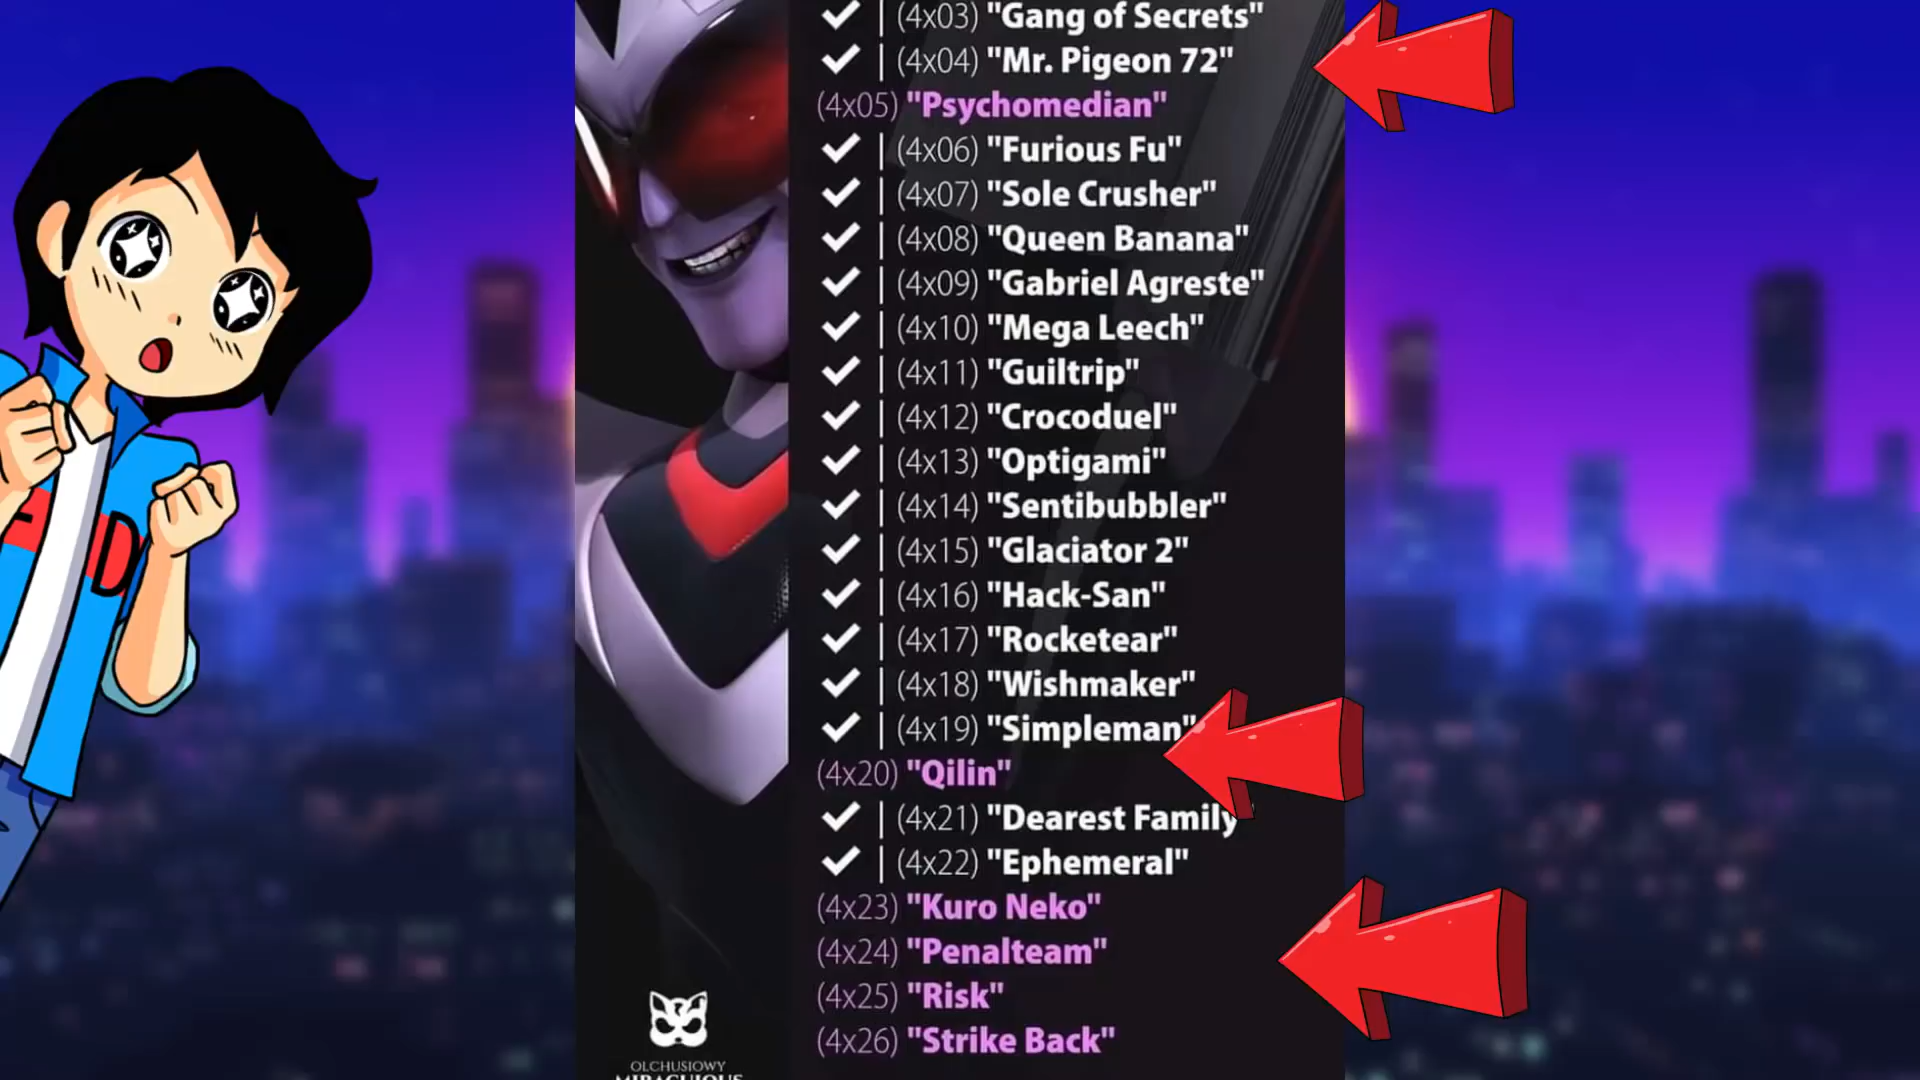 ✓ | (4x03) "Gang of Secrets"
✓ | (4x04) "Mr. Pigeon 72"
(4x05) "Psychomedian"
✓ | (4x06) "Furious Fu"
✓ | (4x07) "Sole Crusher"
✓ | (4x08) "Queen Banana"
✓ | (4x09) "Gabriel Agreste"
✓ | (4x10) "Mega Leech"
✓ | (4x11) "Guiltrip"
✓ | (4x12) "Crocoduel"
✓ | (4x13) "Optigami"
✓ | (4x14) "Sentibubbler"
✓ | (4x15) "Glaciator 2"
✓ | (4x16) "Hack-San"
✓ | (4x17) "Rocketear"
✓ | (4x18) "Wishmaker"
✓ | (4x19) "Simpleman"
(4x20) "Qilin"
✓ | (4x21) "Dearest Family
✓ | (4x22) "Ephemeral"
(4x23) "Kuro Neko"
(4x24) "Penalteam"
(4x25) "Risk"
(4x26) "Strike Back"
OLCHUSIOWY
MIRACULOUS